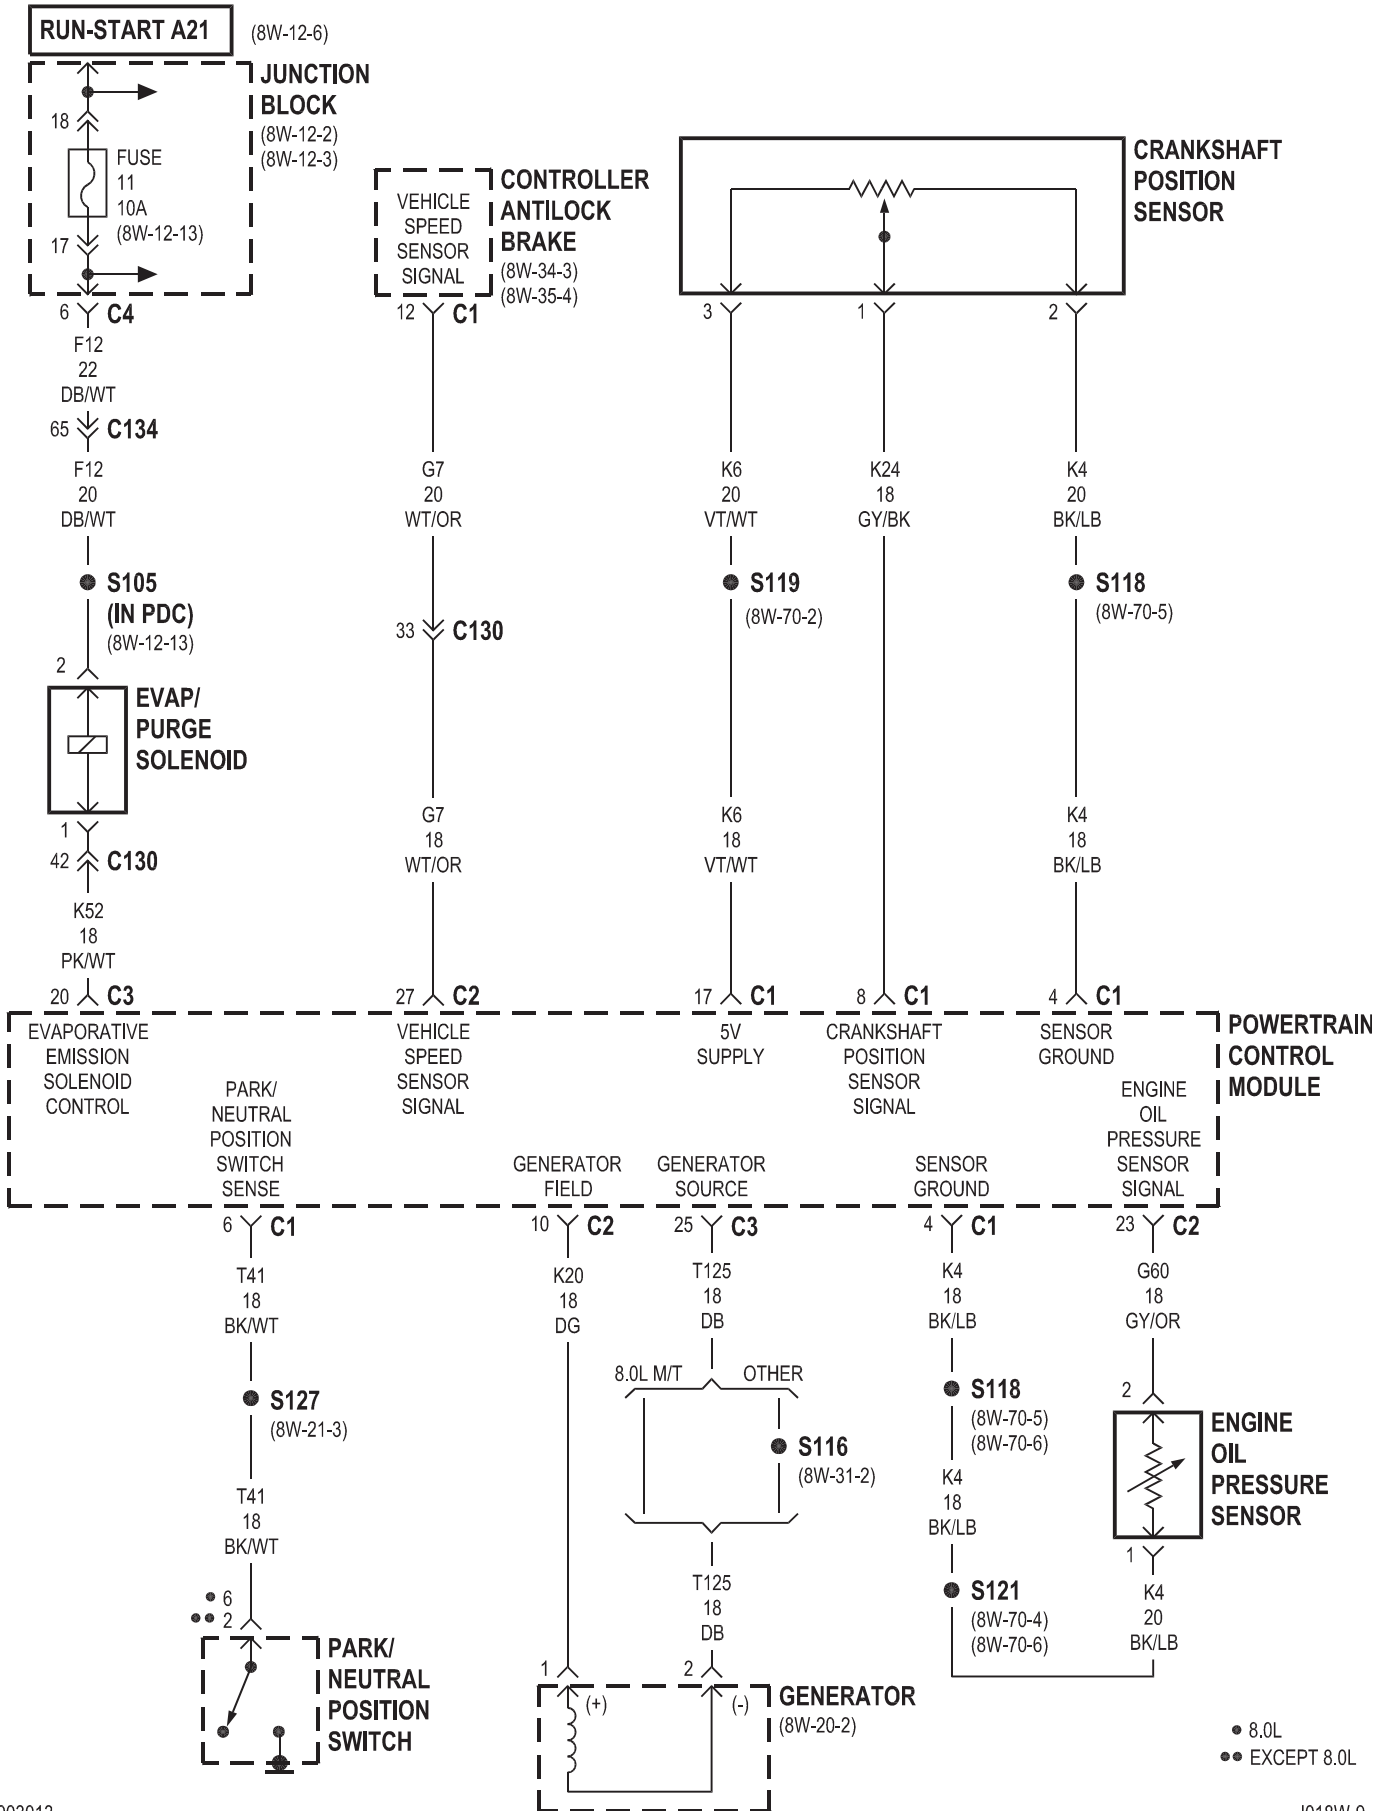 RUN-START A21
(8W-12-6)
JUNCTION
BLOCK
(8W-12-2)
(8W-12-3)
18
FUSE
11
10A
(8W-12-13)
17
6
C4
F12
22
DB/WT
65
C134
F12
20
DB/WT
S105
(IN PDC)
(8W-12-13)
2
EVAP/
PURGE
SOLENOID
1
42
C130
K52
18
PK/WT
20
C3
VEHICLE
SPEED
SENSOR
SIGNAL
CONTROLLER
ANTILOCK
BRAKE
(8W-34-3)
(8W-35-4)
12
C1
G7
20
WT/OR
33
C130
G7
18
WT/OR
27
C2
CRANKSHAFT
POSITION
SENSOR
3
1
2
K6
20
VT/WT
K24
18
GY/BK
K4
20
BK/LB
S119
(8W-70-2)
S118
(8W-70-5)
K6
18
VT/WT
K4
18
BK/LB
17
C1
8
C1
4
C1
POWERTRAIN
CONTROL
MODULE
EVAPORATIVE
EMISSION
SOLENOID
CONTROL
PARK/
NEUTRAL
POSITION
SWITCH
SENSE
VEHICLE
SPEED
SENSOR
SIGNAL
5V
SUPPLY
CRANKSHAFT
POSITION
SENSOR
SIGNAL
SENSOR
GROUND
ENGINE
OIL
PRESSURE
SENSOR
SIGNAL
GENERATOR
FIELD
GENERATOR
SOURCE
SENSOR
GROUND
6
C1
10
C2
25
C3
4
C1
23
C2
T41
18
BK/WT
S127
(8W-21-3)
T41
18
BK/WT
6
2
PARK/
NEUTRAL
POSITION
SWITCH
K20
18
DG
T125
18
DB
8.0L M/T
OTHER
S116
(8W-31-2)
T125
18
DB
1
2
(+)
(-)
GENERATOR
(8W-20-2)
K4
18
BK/LB
S118
(8W-70-5)
(8W-70-6)
K4
18
BK/LB
S121
(8W-70-4)
(8W-70-6)
G60
18
GY/OR
2
ENGINE
OIL
PRESSURE
SENSOR
1
K4
20
BK/LB
8.0L
EXCEPT 8.0L